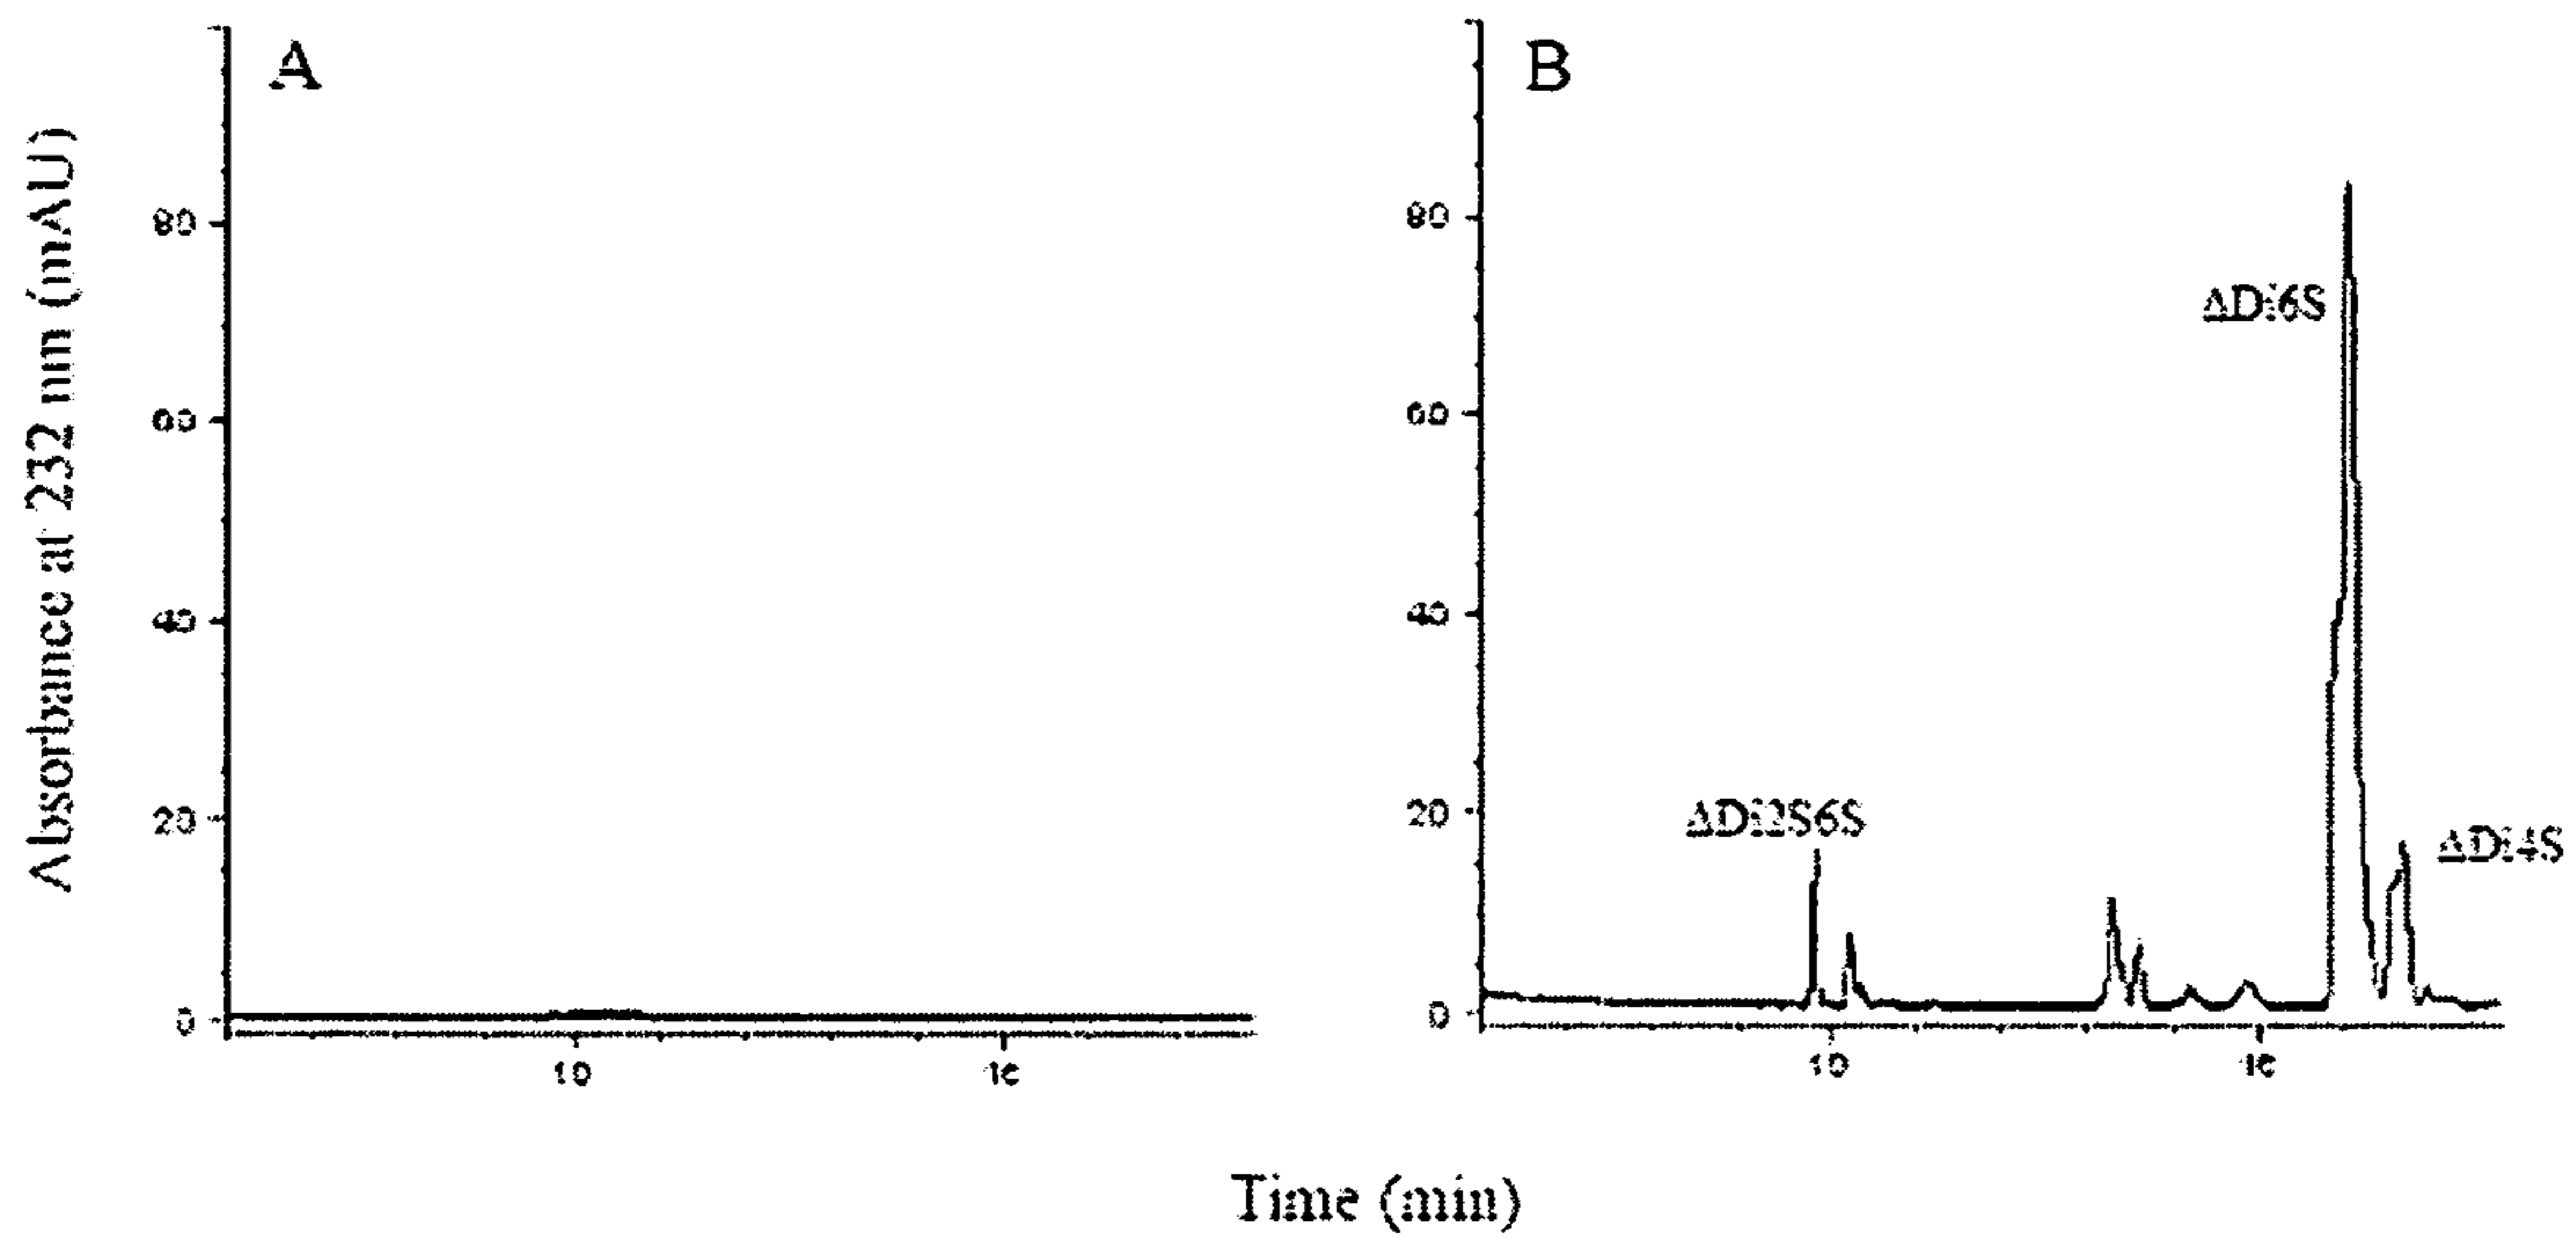 A
B
Absorbance at 232 nm (mAU)
80
60
40
20
0
10
80
60
40
20
0
10
ΔDi6S
ΔDi2S6S
ΔDi4S
Time (min)